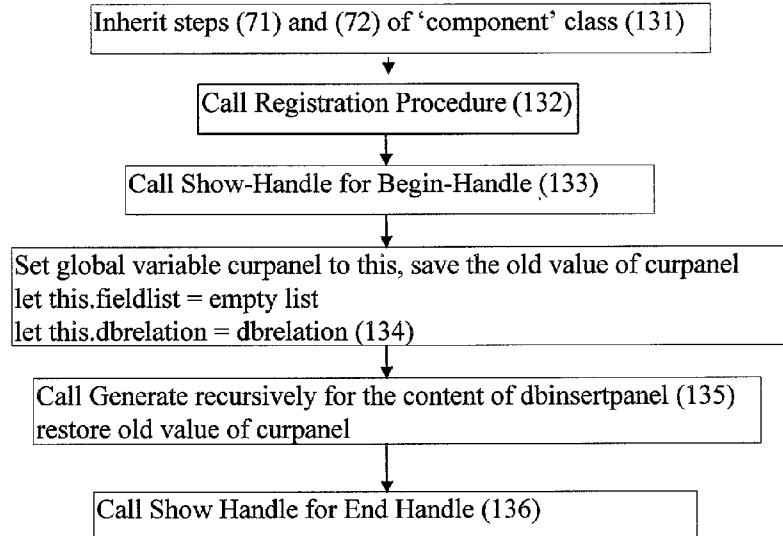 Inherit steps (71) and (72) of ‘component’ class (131)
Call Registration Procedure (132)
Call Show-Handle for Begin-Handle (133)
Set global variable curpanel to this, save the old value of curpanel
let this.fieldlist = empty list
let this.dbrelation = dbrelation (134)
Call Generate recursively for the content of dbinsertpanel (135)
restore old value of curpanel
Call Show Handle for End Handle (136)